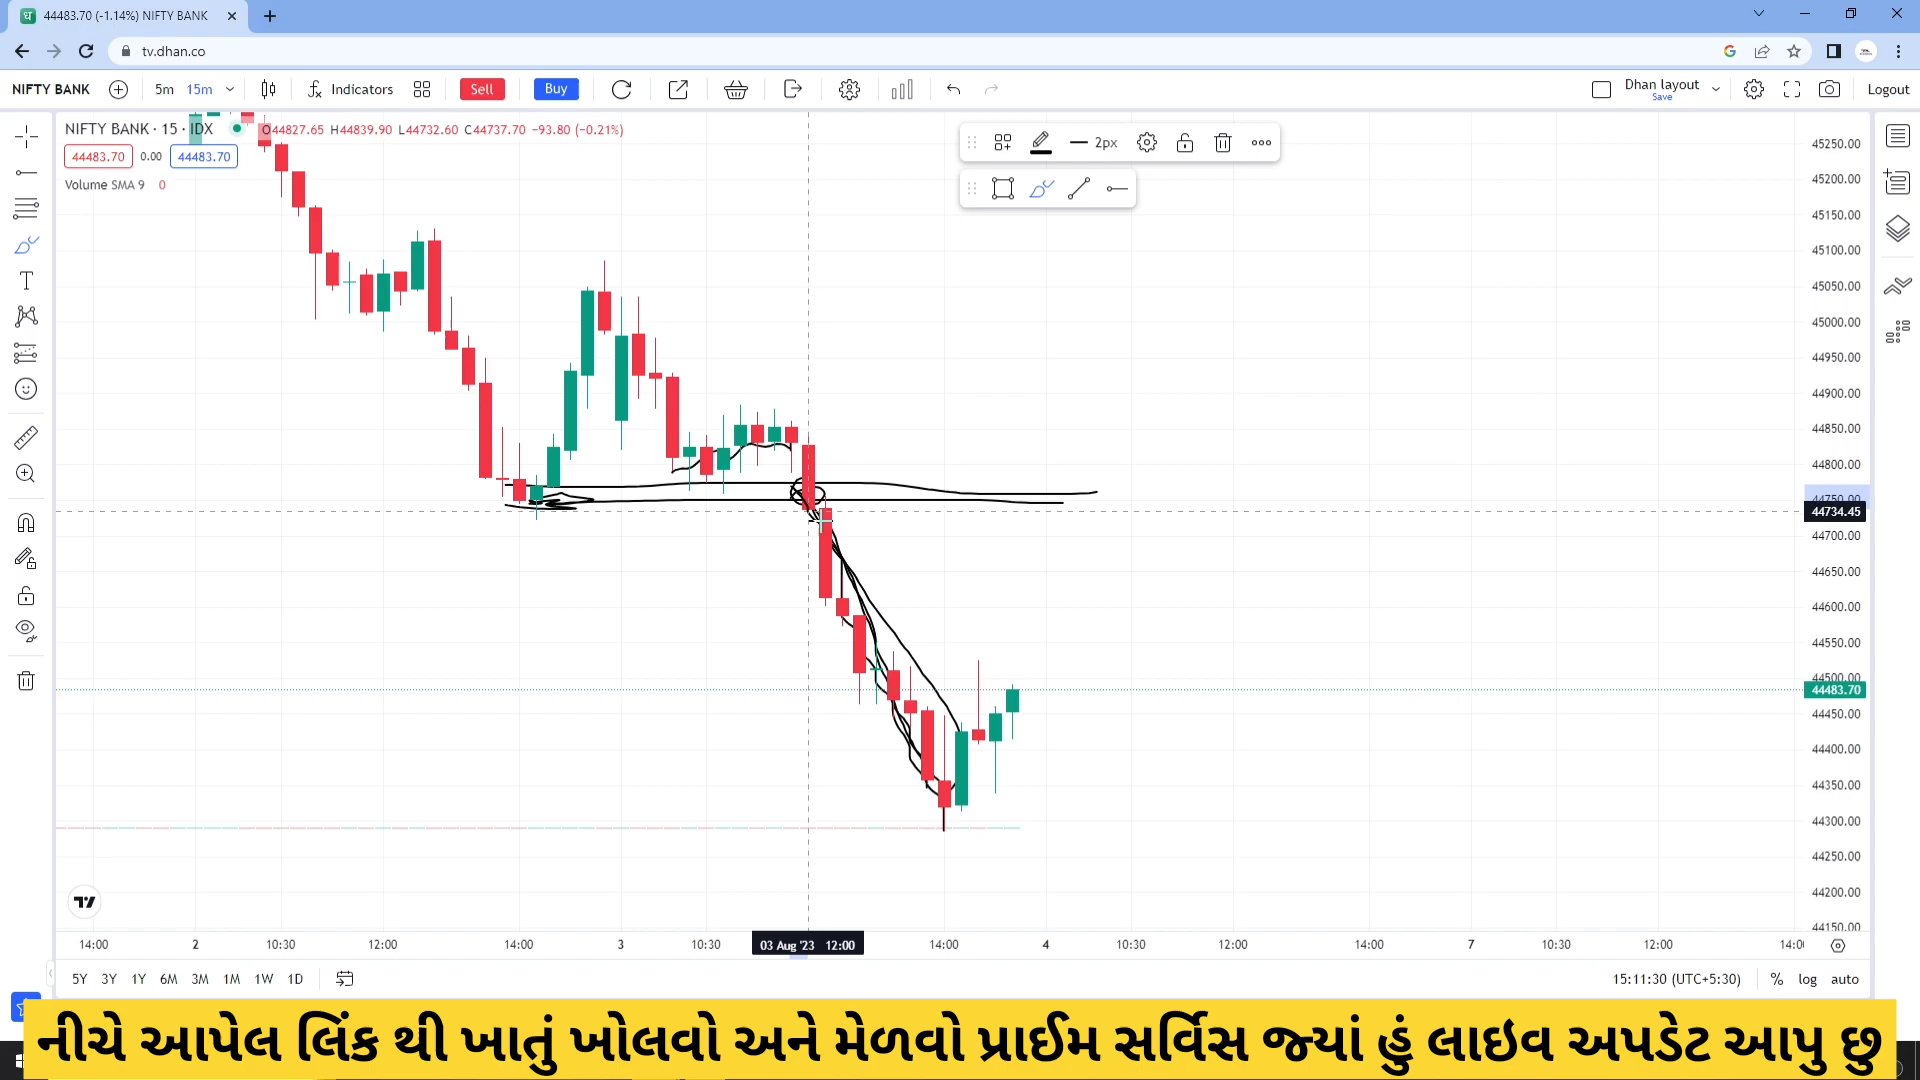 44483.70 (-1.14%) NIFTY BANK
tv.dhan.co
NIFTY BANK 5m 15m Indicators Sell Buy Dhan layout Save Logout
NIFTY BANK · 15 · IDX O44827.65 H44839.90 L44732.60 C44737.70 −93.80 (−0.21%)
44483.70 0.00 44483.70
Volume SMA 9 0
2px
45250.00
45200.00
45150.00
45100.00
45050.00
45000.00
44950.00
44900.00
44850.00
44800.00
44750.00
44734.45
44700.00
44650.00
44600.00
44550.00
44500.00
44483.70
44450.00
44400.00
44350.00
44300.00
44250.00
44200.00
44150.00
14:00 2 10:30 12:00 14:00 3 10:30 03 Aug '23 12:00 14:00 4 10:30 12:00 14:00 7 10:30 12:00
5Y 3Y 1Y 6M 3M 1M 1W 1D 15:11:30 (UTC+5:30) % log auto
નીચે આપેલ લિંક થી ખાતું ખોલવો અને મેળવો પ્રાઈમ સર્વિસ જ્યાં હું લાઇવ અપડેટ આપુ છુ